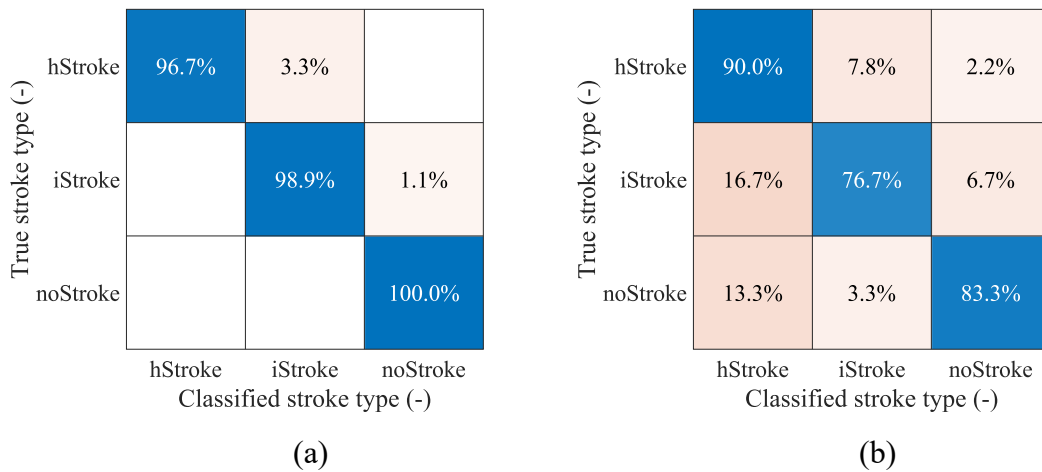 True stroke type (-)
hStroke
96.7%
3.3%
iStroke
98.9%
1.1%
noStroke
100.0%
hStroke
iStroke
noStroke
Classified stroke type (-)
(a)
True stroke type (-)
hStroke
90.0%
7.8%
2.2%
iStroke
16.7%
76.7%
6.7%
noStroke
13.3%
3.3%
83.3%
hStroke
iStroke
noStroke
Classified stroke type (-)
(b)